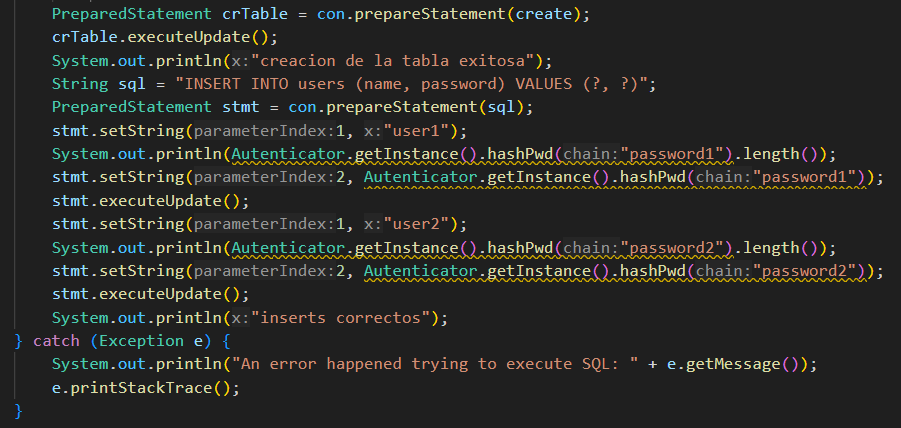 PreparedStatement crTable = con.prepareStatement(create);
crTable.executeUpdate();
System.out.println(x:"creacion de la tabla exitosa");
String sql = "INSERT INTO users (name, password) VALUES (?, ?)";
PreparedStatement stmt = con.prepareStatement(sql);
stmt.setString(parameterIndex:1, x:"user1");
System.out.println(Autenticator.getInstance().hashPwd(chain:"password1").length());
stmt.setString(parameterIndex:2, Autenticator.getInstance().hashPwd(chain:"password1"));
stmt.executeUpdate();
stmt.setString(parameterIndex:1, x:"user2");
System.out.println(Autenticator.getInstance().hashPwd(chain:"password2").length());
stmt.setString(parameterIndex:2, Autenticator.getInstance().hashPwd(chain:"password2"));
stmt.executeUpdate();
System.out.println(x:"inserts correctos");
} catch (Exception e) {
System.out.println("An error happened trying to execute SQL: " + e.getMessage());
e.printStackTrace();
}